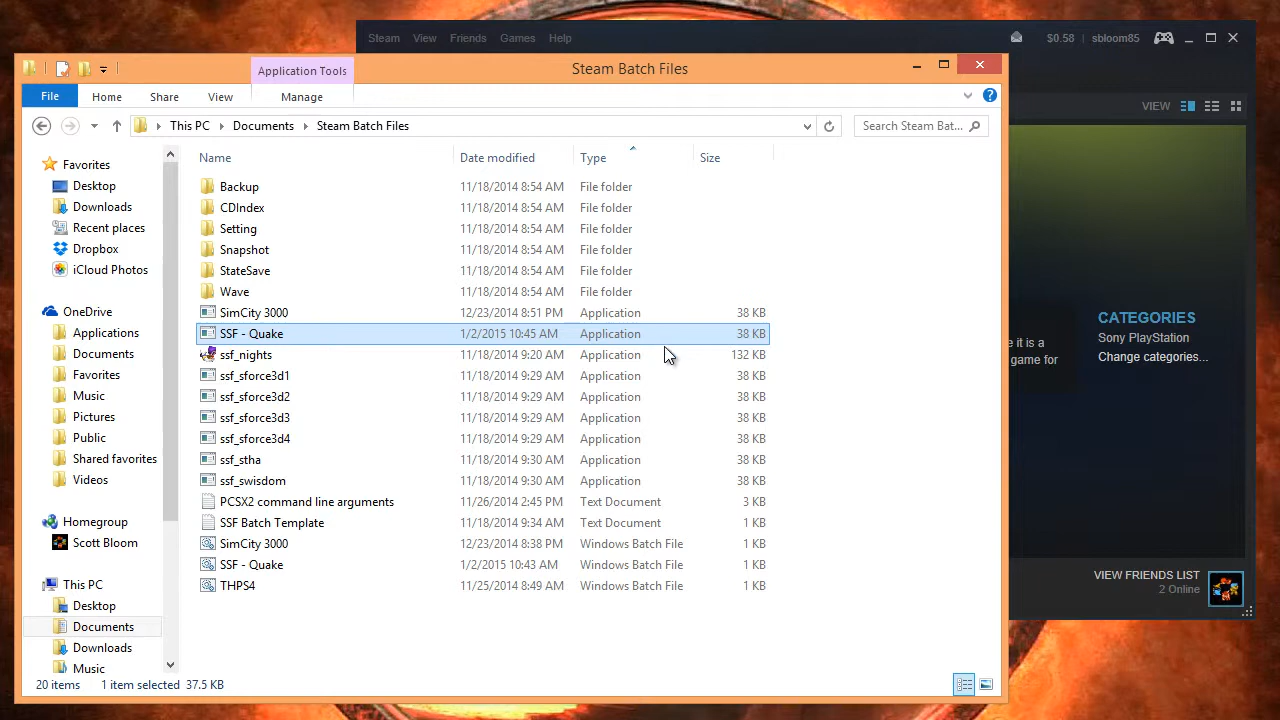 Steam View Friends Games Help $0.58 sbloom85
Application Tools Steam Batch Files
File Home Share View Manage
This PC Documents Steam Batch Files Search Steam Bat...
VIEW
Name Date modified Type Size
Favorites
Desktop
Downloads
Recent places
Dropbox
iCloud Photos
OneDrive
Applications
Documents
Favorites
Music
Pictures
Public
Shared favorites
Videos
Homegroup
Scott Bloom
This PC
Desktop
Documents
Downloads
Music
Backup 11/18/2014 8:54 AM File folder
CDIndex 11/18/2014 8:54 AM File folder
Setting 11/18/2014 8:54 AM File folder
Snapshot 11/18/2014 8:54 AM File folder
StateSave 11/18/2014 8:54 AM File folder
Wave 11/18/2014 8:54 AM File folder
SimCity 3000 12/23/2014 8:51 PM Application 38 KB
SSF - Quake 1/2/2015 10:45 AM Application 38 KB
ssf_nights 11/18/2014 9:20 AM Application 132 KB
ssf_sforce3d1 11/18/2014 9:29 AM Application 38 KB
ssf_sforce3d2 11/18/2014 9:29 AM Application 38 KB
ssf_sforce3d3 11/18/2014 9:29 AM Application 38 KB
ssf_sforce3d4 11/18/2014 9:29 AM Application 38 KB
ssf_stha 11/18/2014 9:30 AM Application 38 KB
ssf_swisdom 11/18/2014 9:30 AM Application 38 KB
PCSX2 command line arguments 11/26/2014 2:45 PM Text Document 3 KB
SSF Batch Template 11/18/2014 9:34 AM Text Document 1 KB
SimCity 3000 12/23/2014 8:38 PM Windows Batch File 1 KB
SSF - Quake 1/2/2015 10:43 AM Windows Batch File 1 KB
THPS4 11/25/2014 8:49 AM Windows Batch File 1 KB
20 items 1 item selected 37.5 KB
e it is a
game for
CATEGORIES
Sony PlayStation
Change categories...
VIEW FRIENDS LIST
2 Online